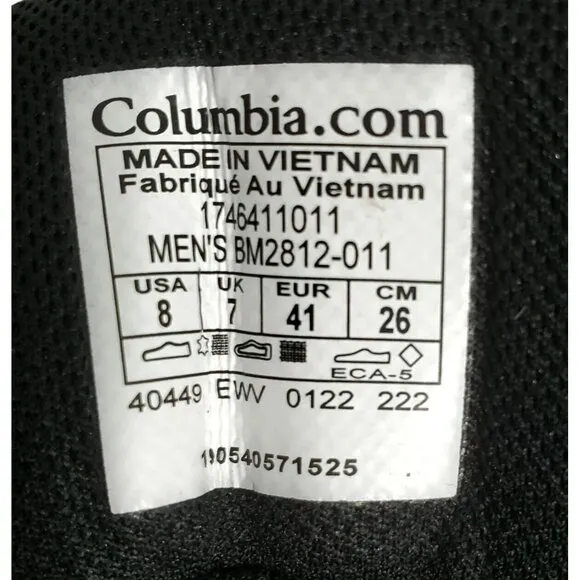 Columbia.com
MADE IN VIETNAM
Fabriqué Au Vietnam
1746411011
MEN'S BM2812-011
USA UK EUR CM
8 7 41 26
ECA-5
40449 EWV 0122 222
190540571525